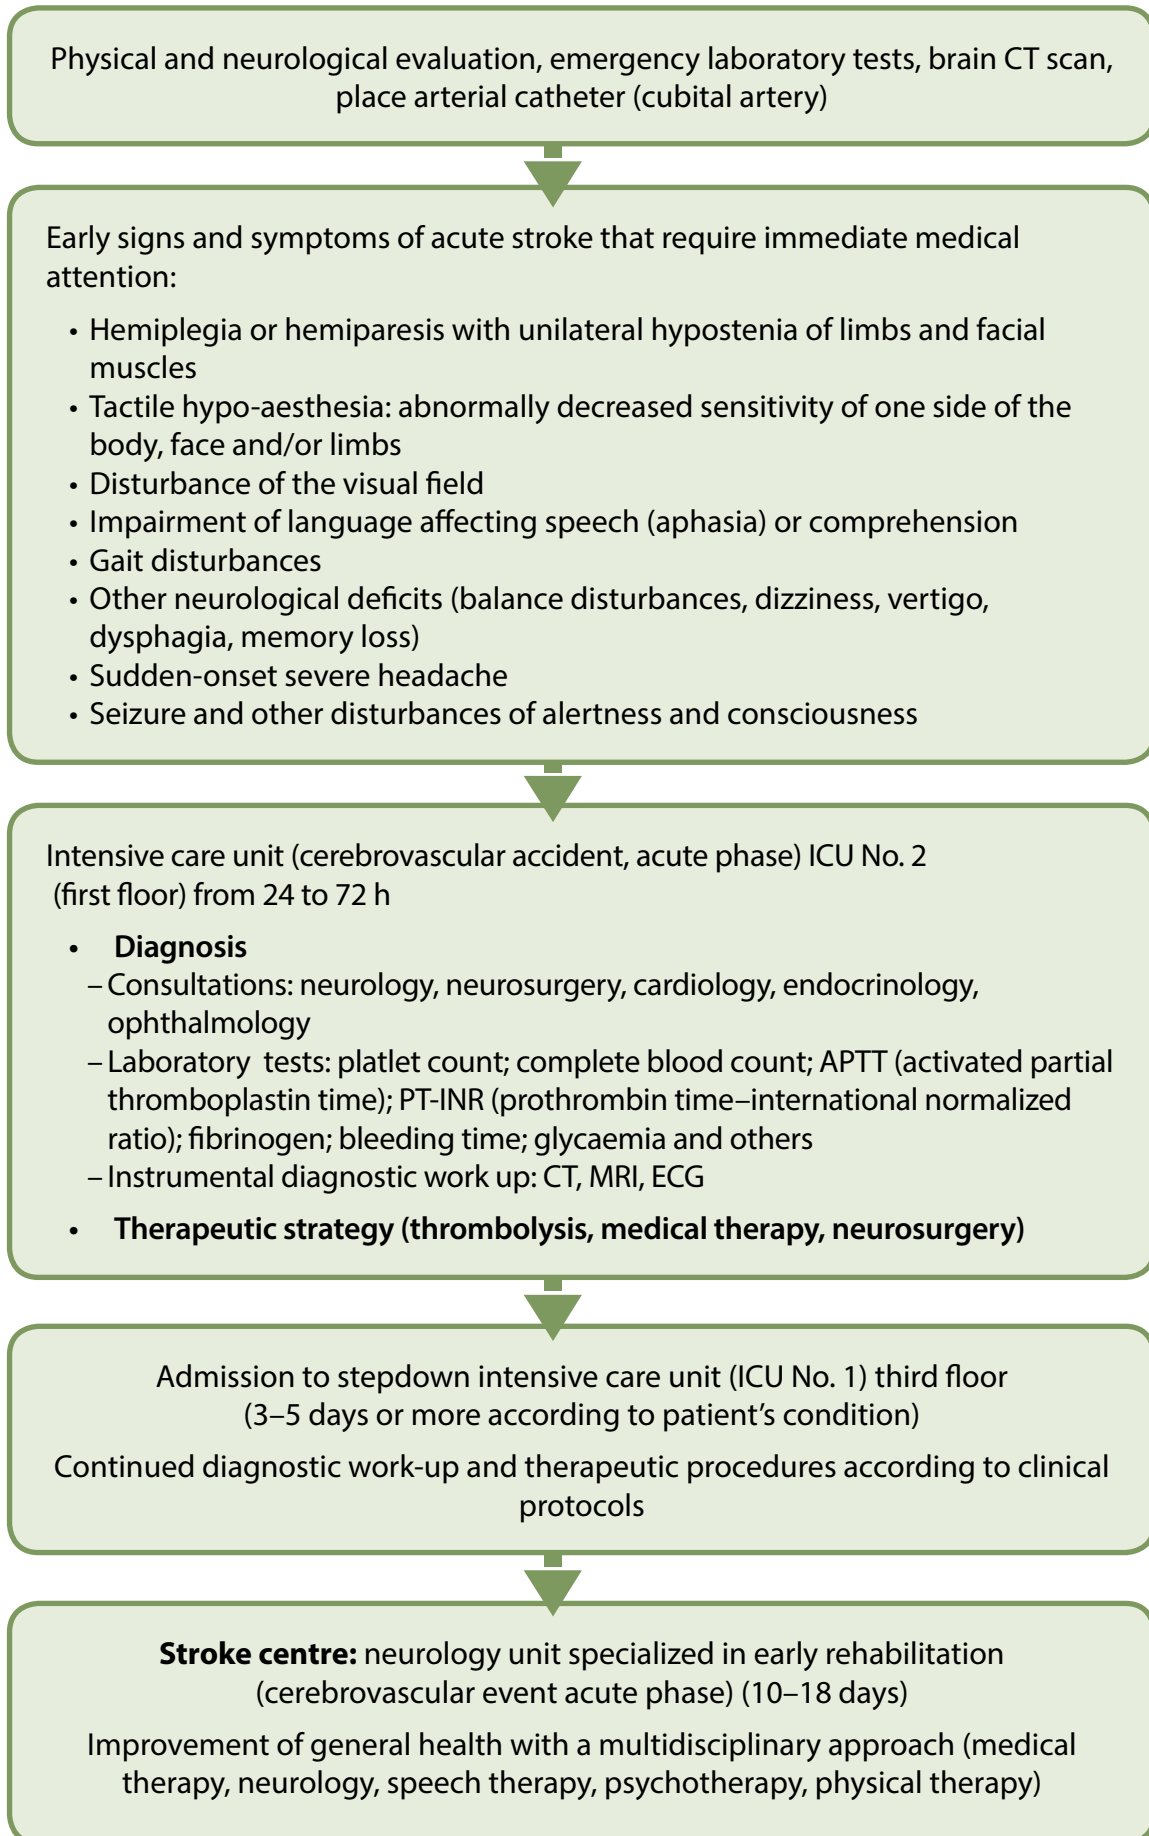 Physical and neurological evaluation, emergency laboratory tests, brain CT scan,
place arterial catheter (cubital artery)
Early signs and symptoms of acute stroke that require immediate medical
attention:
• Hemiplegia or hemiparesis with unilateral hypostenia of limbs and facial
muscles
• Tactile hypo-aesthesia: abnormally decreased sensitivity of one side of the
body, face and/or limbs
• Disturbance of the visual field
• Impairment of language affecting speech (aphasia) or comprehension
• Gait disturbances
• Other neurological deficits (balance disturbances, dizziness, vertigo,
dysphagia, memory loss)
• Sudden-onset severe headache
• Seizure and other disturbances of alertness and consciousness
Intensive care unit (cerebrovascular accident, acute phase) ICU No. 2
(first floor) from 24 to 72 h
• Diagnosis
– Consultations: neurology, neurosurgery, cardiology, endocrinology,
ophthalmology
– Laboratory tests: platlet count; complete blood count; APTT (activated partial
thromboplastin time); PT-INR (prothrombin time–international normalized
ratio); fibrinogen; bleeding time; glycaemia and others
– Instrumental diagnostic work up: CT, MRI, ECG
• Therapeutic strategy (thrombolysis, medical therapy, neurosurgery)
Admission to stepdown intensive care unit (ICU No. 1) third floor
(3–5 days or more according to patient's condition)
Continued diagnostic work-up and therapeutic procedures according to clinical
protocols
Stroke centre: neurology unit specialized in early rehabilitation
(cerebrovascular event acute phase) (10–18 days)
Improvement of general health with a multidisciplinary approach (medical
therapy, neurology, speech therapy, psychotherapy, physical therapy)